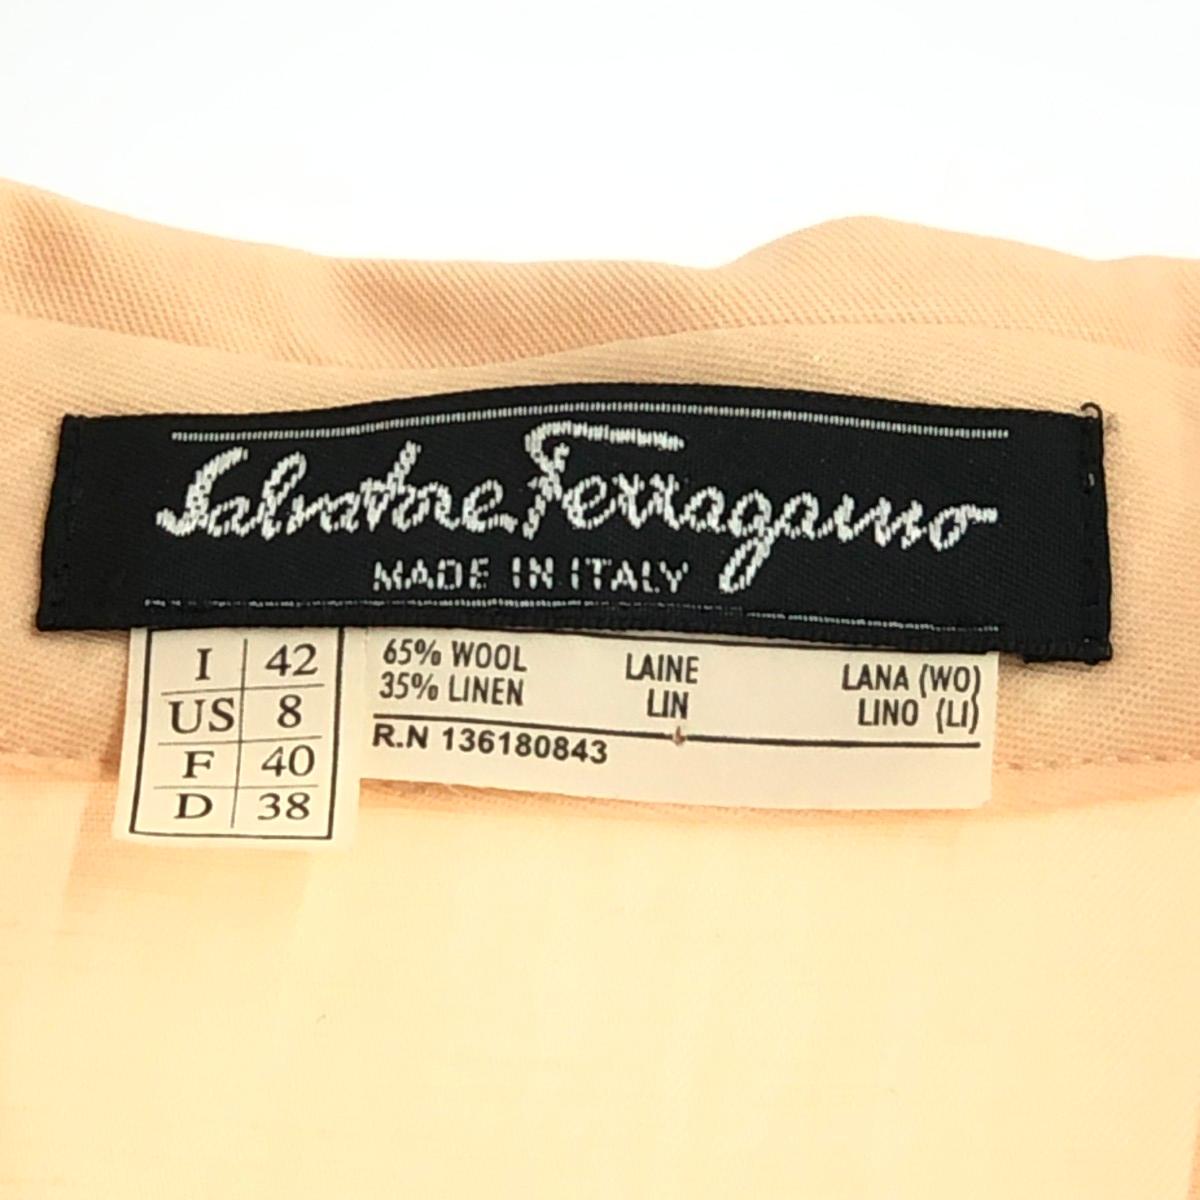 Salvatore Ferragamo
MADE IN ITALY
I 42
US 8
F 40
D 38
65% WOOL LAINE LANA (WO)
35% LINEN LIN LINO (LI)
R.N 136180843